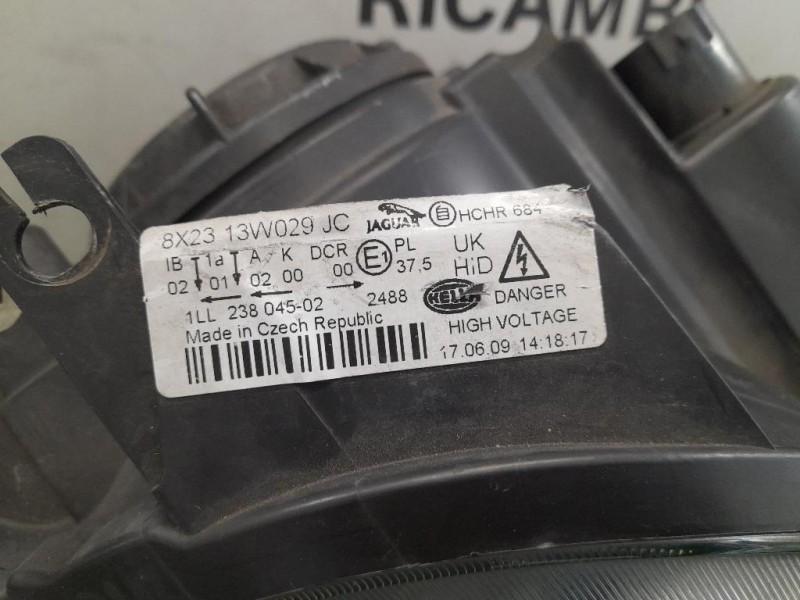 RICAMBI
8X23 13W029 JC JAGUAR HCHR 684
IB 1a A K DCR E1 PL UK
02 01 02 00 00 37,5 HiD
1LL 238 045-02 2488 HELLA DANGER
Made in Czech Republic HIGH VOLTAGE
17.06.09 14:18:17